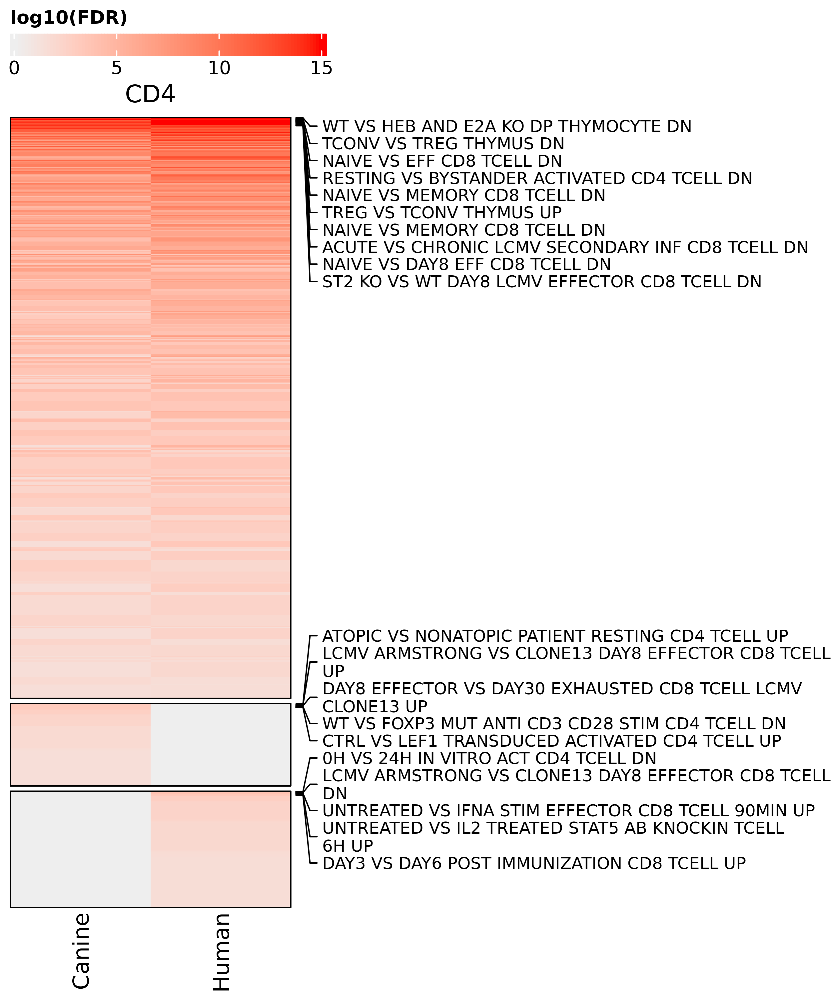 log10(FDR)
0 5 10 15
CD4
WT VS HEB AND E2A KO DP THYMOCYTE DN
TCONV VS TREG THYMUS DN
NAIVE VS EFF CD8 TCELL DN
RESTING VS BYSTANDER ACTIVATED CD4 TCELL DN
NAIVE VS MEMORY CD8 TCELL DN
TREG VS TCONV THYMUS UP
NAIVE VS MEMORY CD8 TCELL DN
ACUTE VS CHRONIC LCMV SECONDARY INF CD8 TCELL DN
NAIVE VS DAY8 EFF CD8 TCELL DN
ST2 KO VS WT DAY8 LCMV EFFECTOR CD8 TCELL DN
ATOPIC VS NONATOPIC PATIENT RESTING CD4 TCELL UP
LCMV ARMSTRONG VS CLONE13 DAY8 EFFECTOR CD8 TCELL
UP
DAY8 EFFECTOR VS DAY30 EXHAUSTED CD8 TCELL LCMV
CLONE13 UP
WT VS FOXP3 MUT ANTI CD3 CD28 STIM CD4 TCELL DN
CTRL VS LEF1 TRANSDUCED ACTIVATED CD4 TCELL UP
0H VS 24H IN VITRO ACT CD4 TCELL DN
LCMV ARMSTRONG VS CLONE13 DAY8 EFFECTOR CD8 TCELL
DN
UNTREATED VS IFNA STIM EFFECTOR CD8 TCELL 90MIN UP
UNTREATED VS IL2 TREATED STAT5 AB KNOCKIN TCELL
6H UP
DAY3 VS DAY6 POST IMMUNIZATION CD8 TCELL UP
Canine
Human